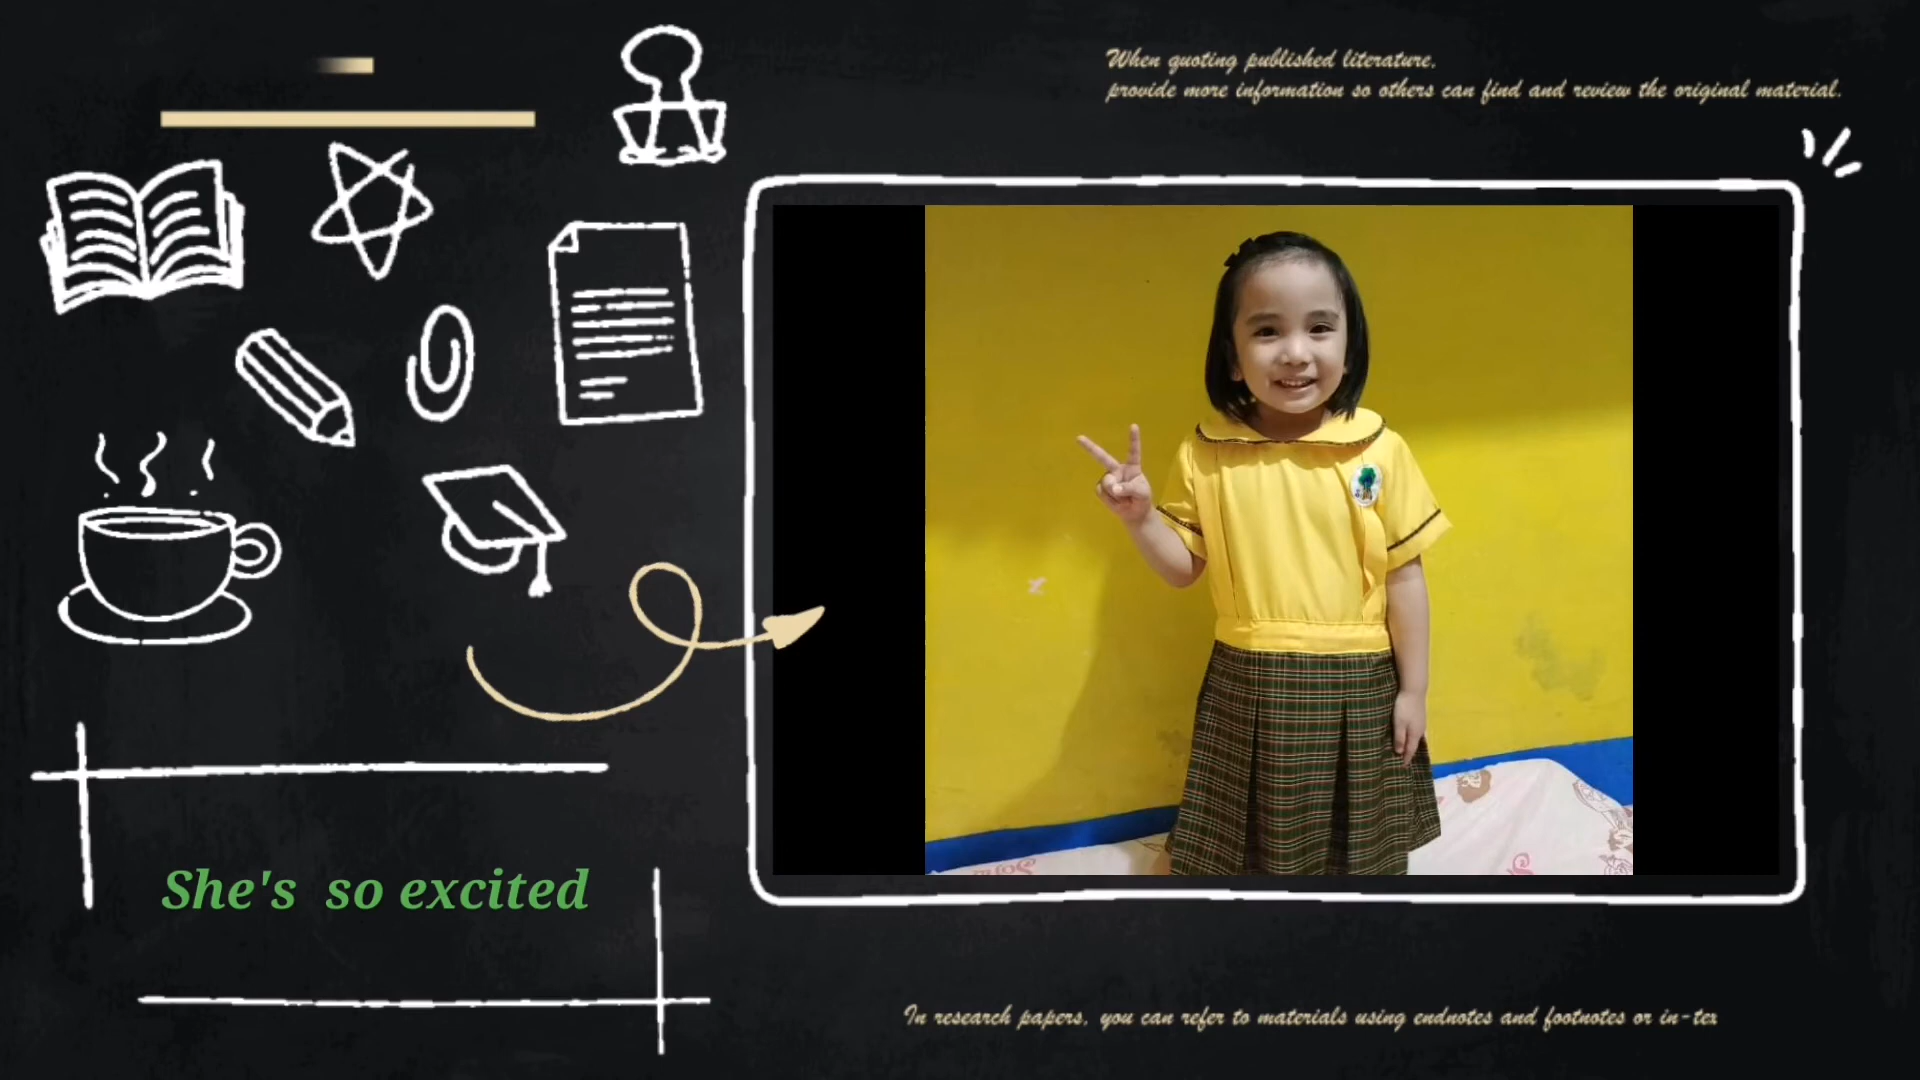 When quoting published literature,
provide more information so others can find and review the original material.
She's so excited
In research papers, you can refer to materials using endnotes and footnotes or in-tex